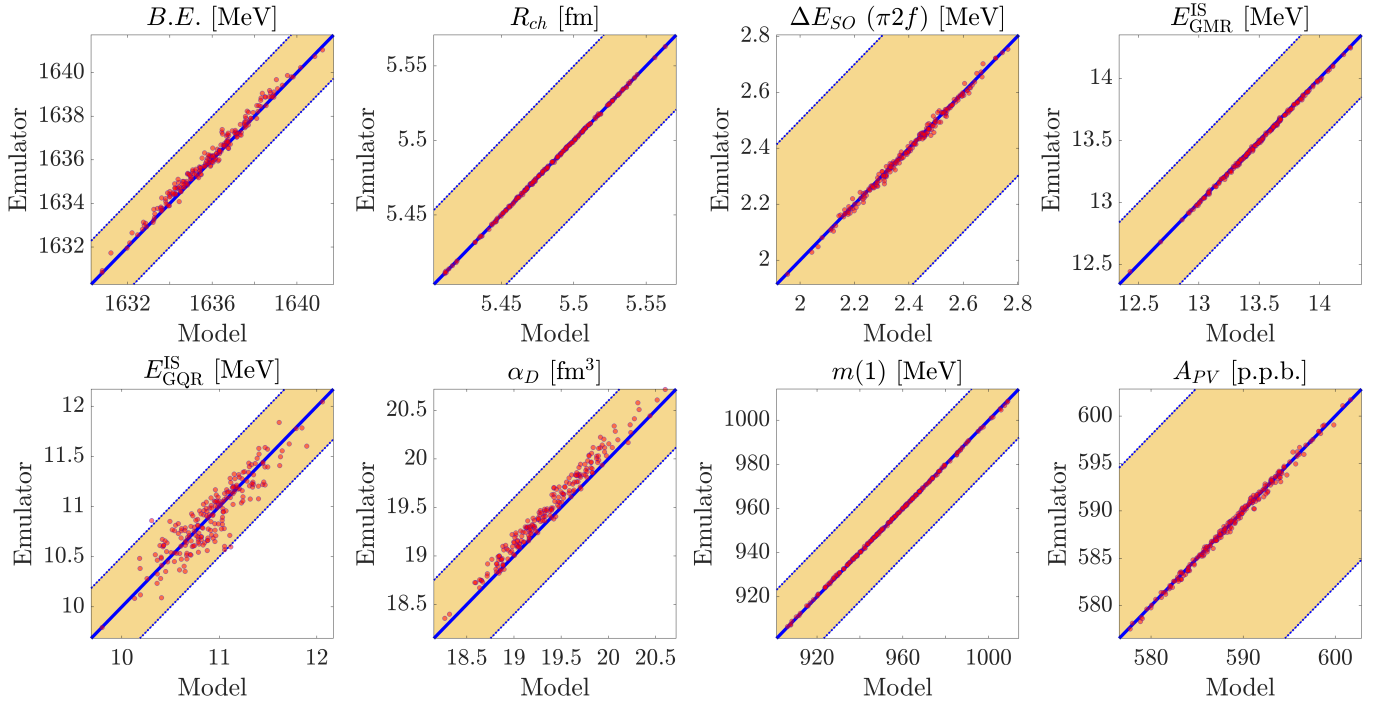 B.E. [MeV]
R_ch [fm]
ΔE_SO (π2f) [MeV]
E^IS_GMR [MeV]
1640
1638
1636
1634
1632
Emulator
1632 1636 1640
Model
5.55
5.5
5.45
Emulator
5.45 5.5 5.55
Model
2.8
2.6
2.4
2.2
2
Emulator
2 2.2 2.4 2.6 2.8
Model
14
13.5
13
12.5
Emulator
12.5 13 13.5 14
Model
E^IS_GQR [MeV]
α_D [fm³]
m(1) [MeV]
A_PV [p.p.b.]
12
11.5
11
10.5
10
Emulator
10 11 12
Model
20.5
20
19.5
19
18.5
Emulator
18.5 19 19.5 20 20.5
Model
1000
980
960
940
920
Emulator
920 960 1000
Model
600
595
590
585
580
Emulator
580 590 600
Model